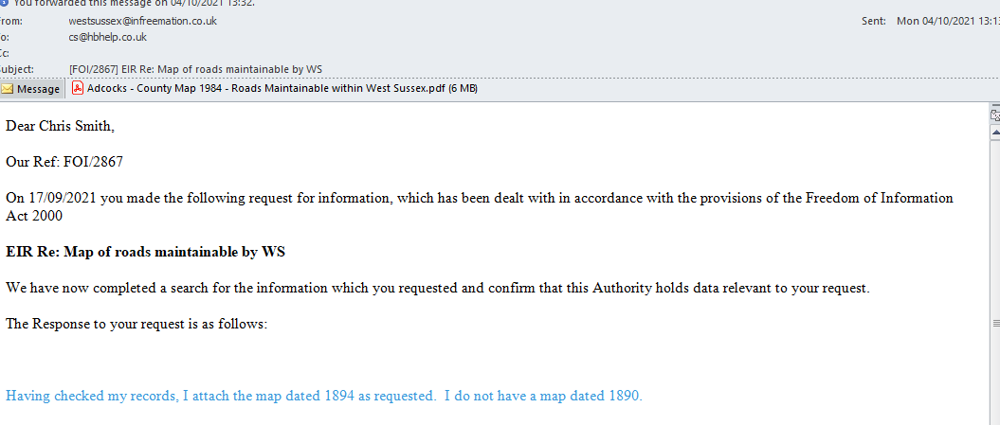 You forwarded this message on 04/10/2021 13:32.
From: westsussex@infreemation.co.uk Sent: Mon 04/10/2021 13:13
To: cs@hbhelp.co.uk
Cc:
Subject: [FOI/2867] EIR Re: Map of roads maintainable by WS
Message Adcocks - County Map 1984 - Roads Maintainable within West Sussex.pdf (6 MB)
Dear Chris Smith,
Our Ref: FOI/2867
On 17/09/2021 you made the following request for information, which has been dealt with in accordance with the provisions of the Freedom of Information
Act 2000
EIR Re: Map of roads maintainable by WS
We have now completed a search for the information which you requested and confirm that this Authority holds data relevant to your request.
The Response to your request is as follows:
Having checked my records, I attach the map dated 1894 as requested.  I do not have a map dated 1890.